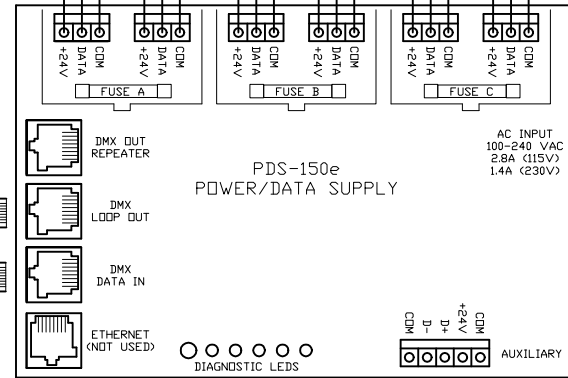 +24V DATA COM +24V DATA COM +24V DATA COM +24V DATA COM +24V DATA COM +24V DATA COM
FUSE A FUSE B FUSE C
DMX OUT
REPEATER
AC INPUT
100-240 VAC
2.8A (115V)
1.4A (230V)
PDS-150e
POWER/DATA SUPPLY
DMX
LOOP OUT
DMX
DATA IN
ETHERNET
(NOT USED)
DIAGNOSTIC LEDS
COM D- D+ +24V COM
AUXILIARY